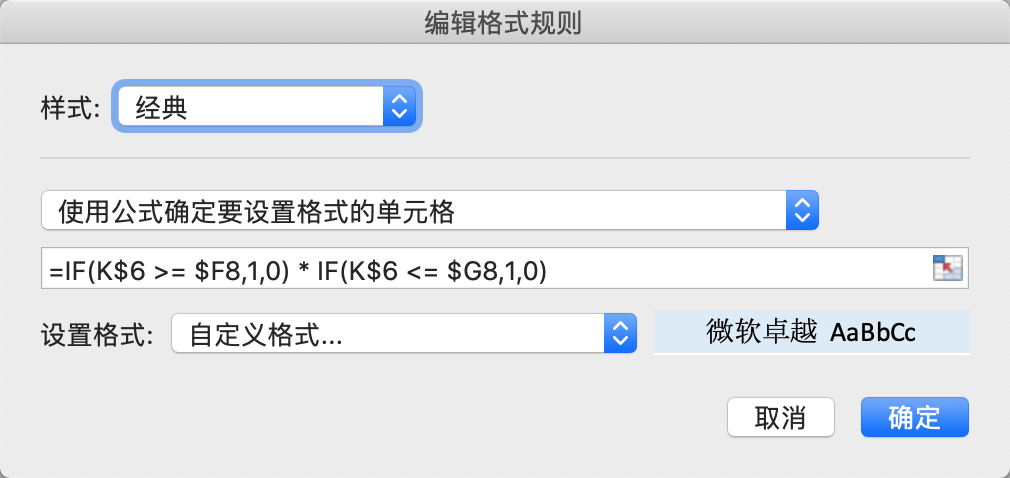 编辑格式规则
样式: 经典
使用公式确定要设置格式的单元格
=IF(K$6 >= $F8,1,0) * IF(K$6 <= $G8,1,0)
设置格式: 自定义格式... 微软卓越 AaBbCc
取消 确定